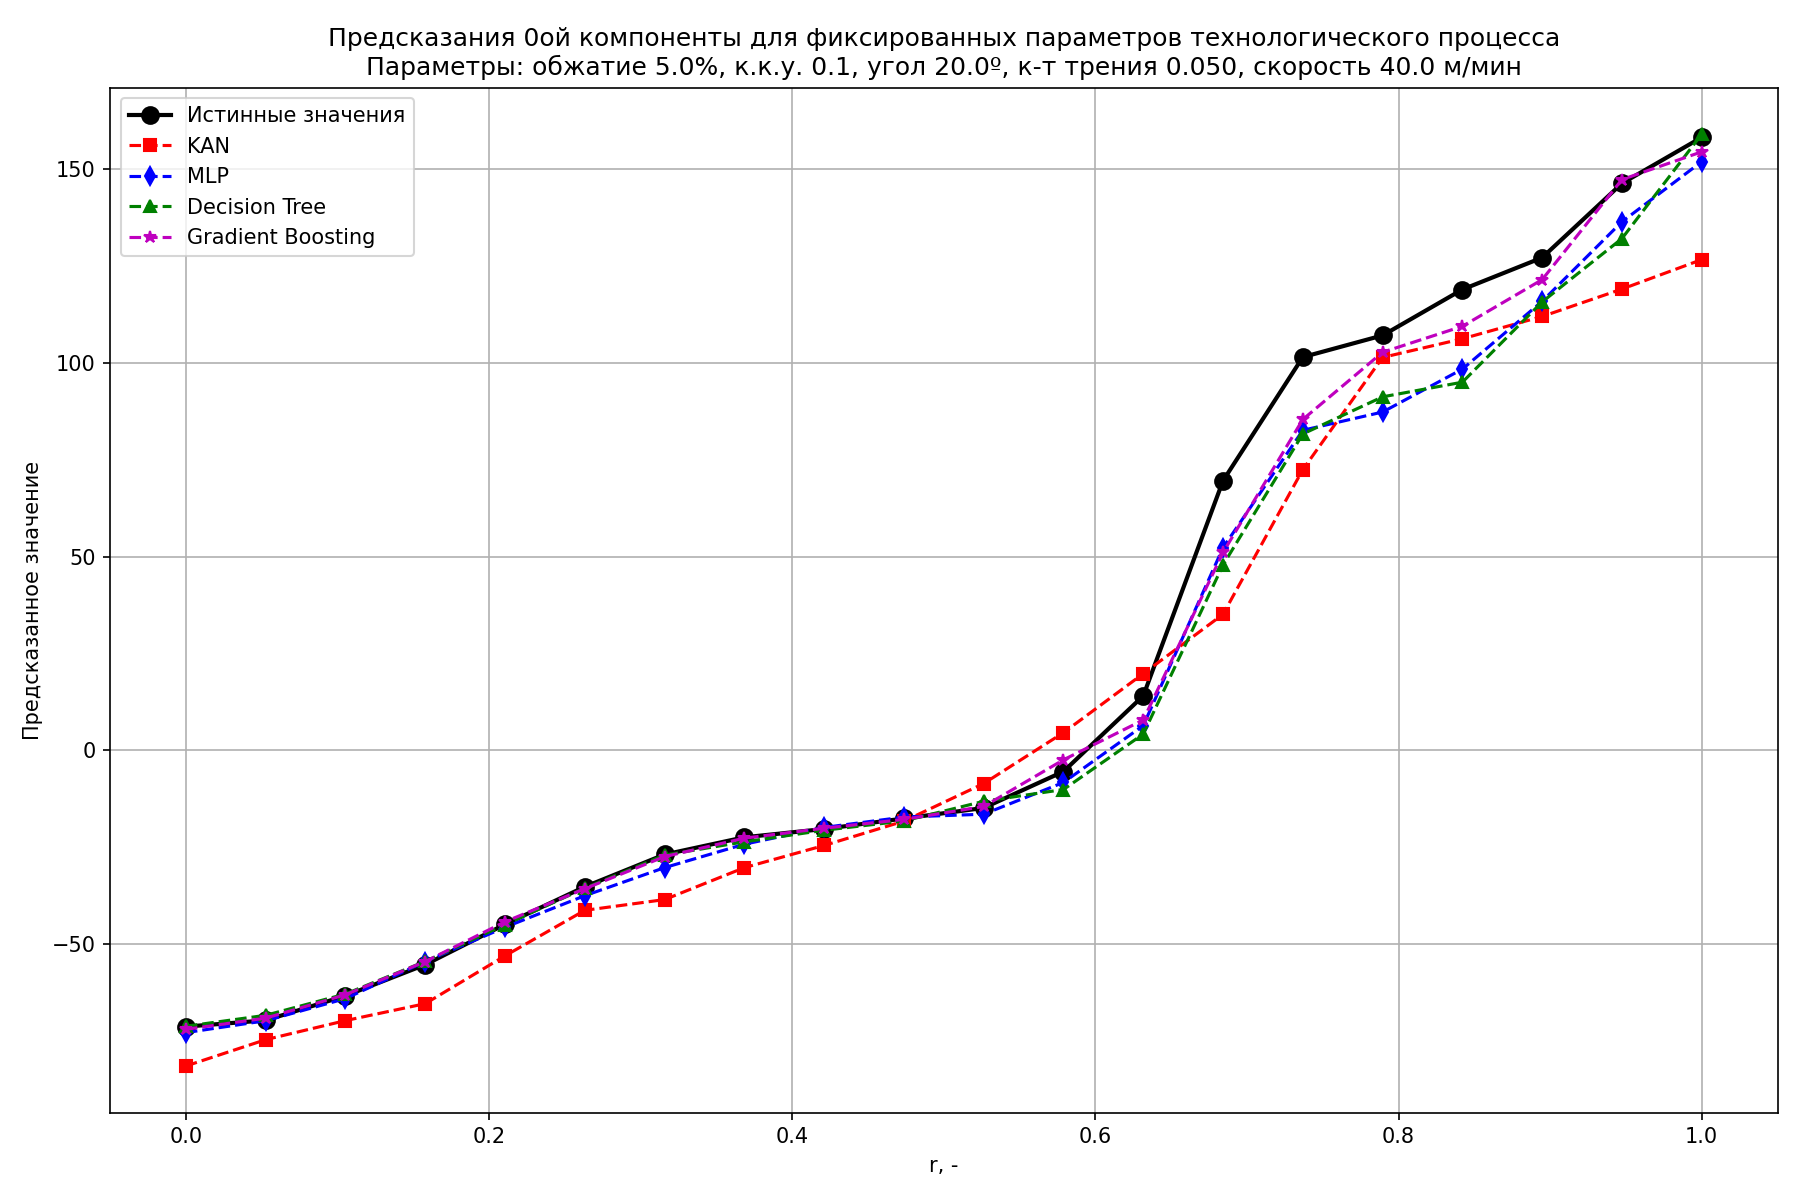 Предсказания 0ой компоненты для фиксированных параметров технологического процесса
Параметры: обжатие 5.0%, к.к.у. 0.1, угол 20.0º, к-т трения 0.050, скорость 40.0 м/мин
Истинные значения
KAN
MLP
Decision Tree
Gradient Boosting
Предсказанное значение
150
100
50
0
−50
0.0
0.2
0.4
0.6
0.8
1.0
r, -